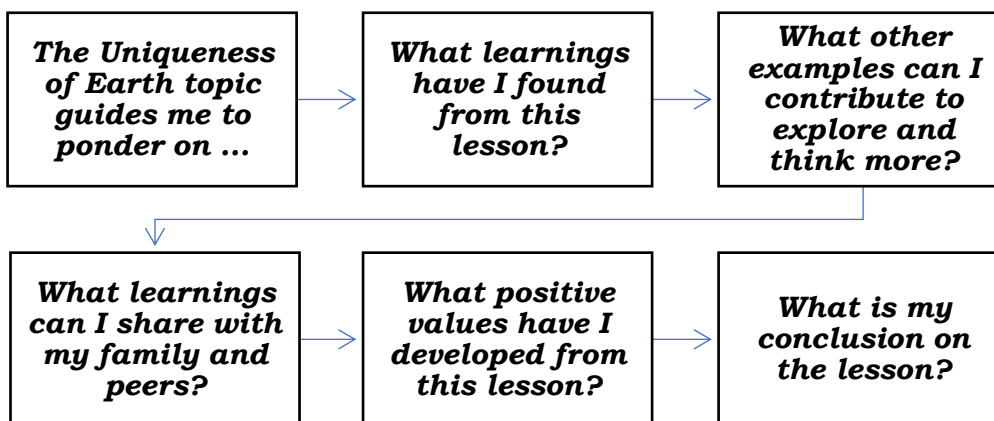 The Uniqueness
of Earth topic
guides me to
ponder on ...
What learnings
have I found
from this
lesson?
What other
examples can I
contribute to
explore and
think more?
What learnings
can I share with
my family and
peers?
What positive
values have I
developed from
this lesson?
What is my
conclusion on
the lesson?